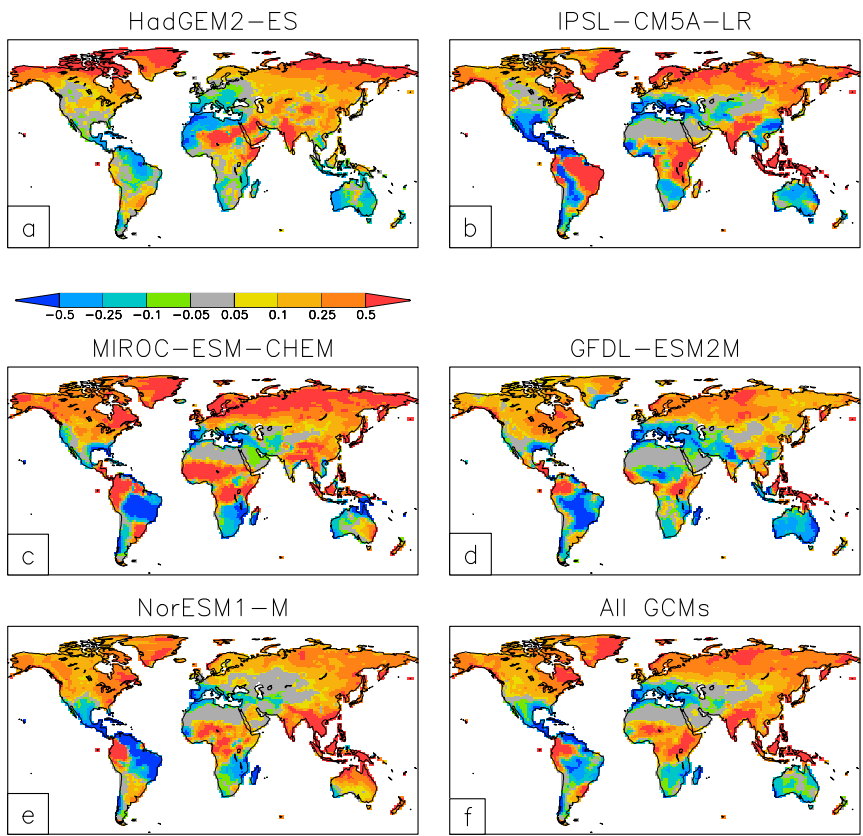 HadGEM2-ES
IPSL-CM5A-LR
a
b
-0.5 -0.25 -0.1 -0.05 0.05 0.1 0.25 0.5
MIROC-ESM-CHEM
GFDL-ESM2M
c
d
NorESM1-M
All GCMs
e
f